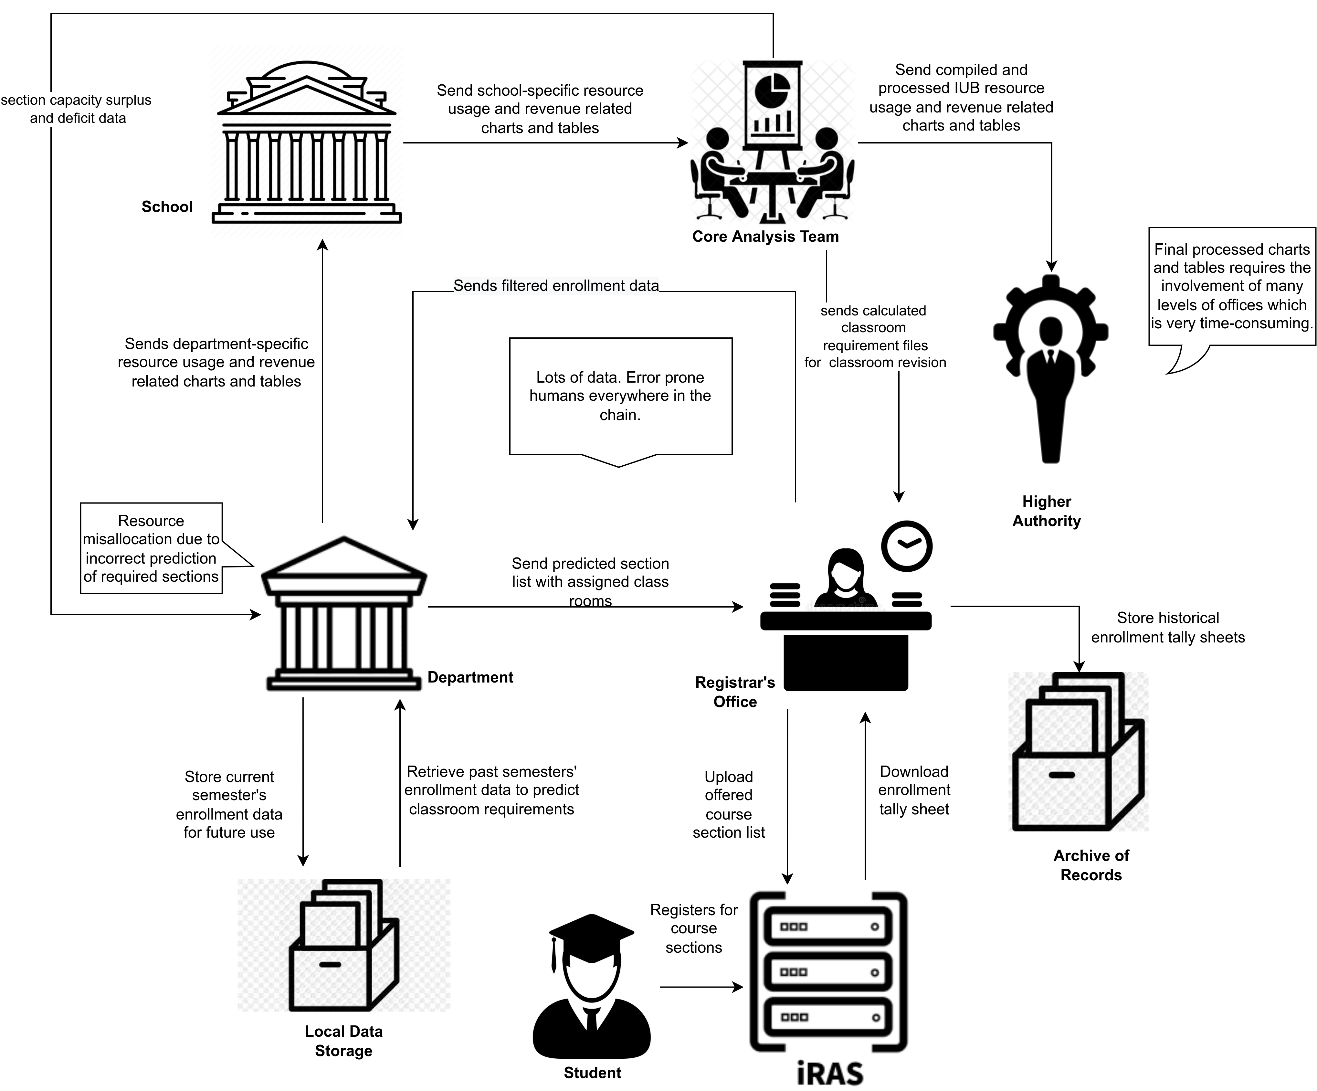 section capacity surplus
and deficit data
School
Send school-specific resource
usage and revenue related
charts and tables
Core Analysis Team
Send compiled and
processed IUB resource
usage and revenue related
charts and tables
Final processed charts
and tables requires the
involvement of many
levels of offices which
is very time-consuming.
Sends filtered enrollment data
sends calculated
classroom
requirement files
for classroom revision
Sends department-specific
resource usage and revenue
related charts and tables
Lots of data. Error prone
humans everywhere in the
chain.
Higher
Authority
Resource
misallocation due to
incorrect prediction
of required sections
Send predicted section
list with assigned class
rooms
Department
Registrar's
Office
Store historical
enrollment tally sheets
Store current
semester's
enrollment data
for future use
Retrieve past semesters'
enrollment data to predict
classroom requirements
Upload
offered
course
section list
Download
enrollment
tally sheet
Archive of
Records
Registers for
course
sections
Local Data
Storage
Student
iRAS